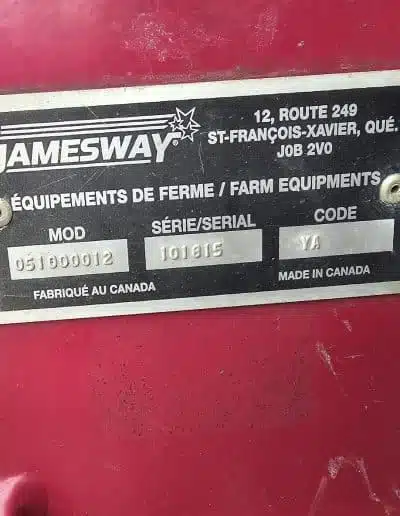 JAMESWAY
12, ROUTE 249
ST-FRANÇOIS-XAVIER, QUÉ.
J0B 2V0
ÉQUIPEMENTS DE FERME / FARM EQUIPMENTS
MOD SÉRIE/SERIAL CODE
051000012 101815 YA
FABRIQUÉ AU CANADA MADE IN CANADA